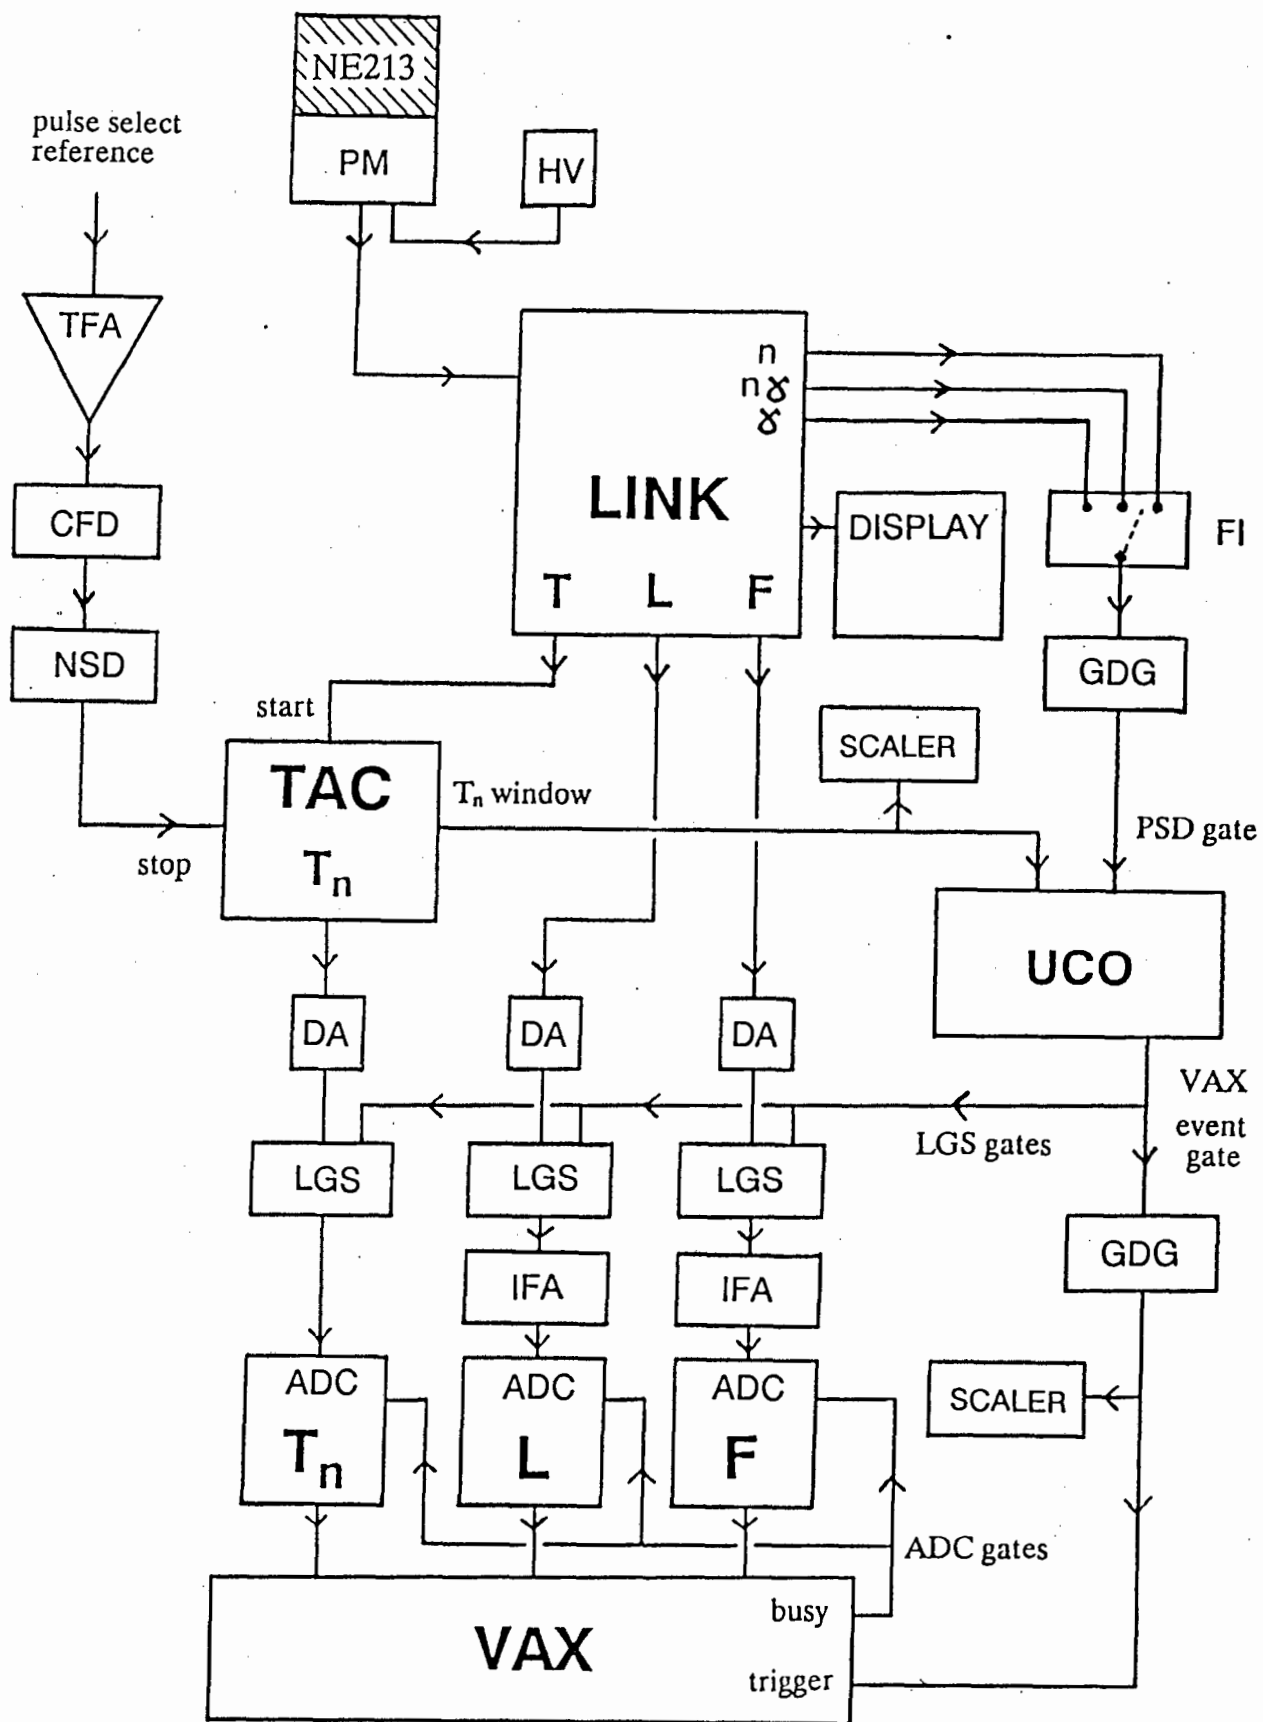 NE213
pulse select
reference
PM
HV
TFA
n
nɣ
ɣ
LINK
DISPLAY
CFD
FI
T L F
NSD
GDG
start
SCALER
TAC
Tn window
PSD gate
stop
Tn
UCO
DA
DA
DA
VAX
event
gate
LGS gates
LGS
LGS
LGS
GDG
IFA
IFA
ADC
Tn
ADC
L
ADC
F
SCALER
ADC gates
busy
VAX
trigger